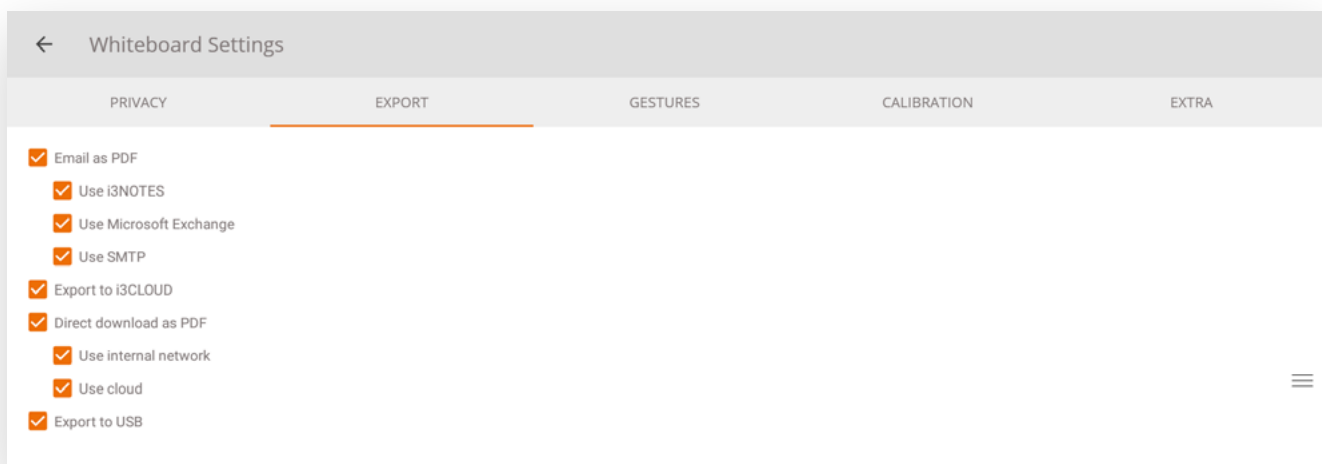 Whiteboard Settings
PRIVACY EXPORT GESTURES CALIBRATION EXTRA
Email as PDF
Use i3NOTES
Use Microsoft Exchange
Use SMTP
Export to i3CLOUD
Direct download as PDF
Use internal network
Use cloud
Export to USB